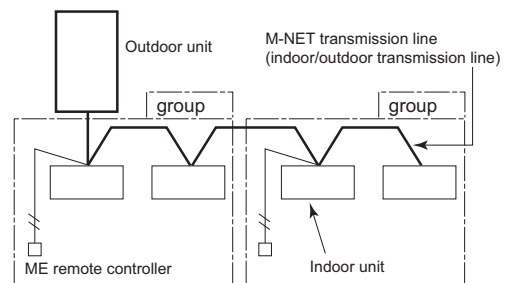 Outdoor unit
M-NET transmission line
(indoor/outdoor transmission line)
group
group
ME remote controller
Indoor unit